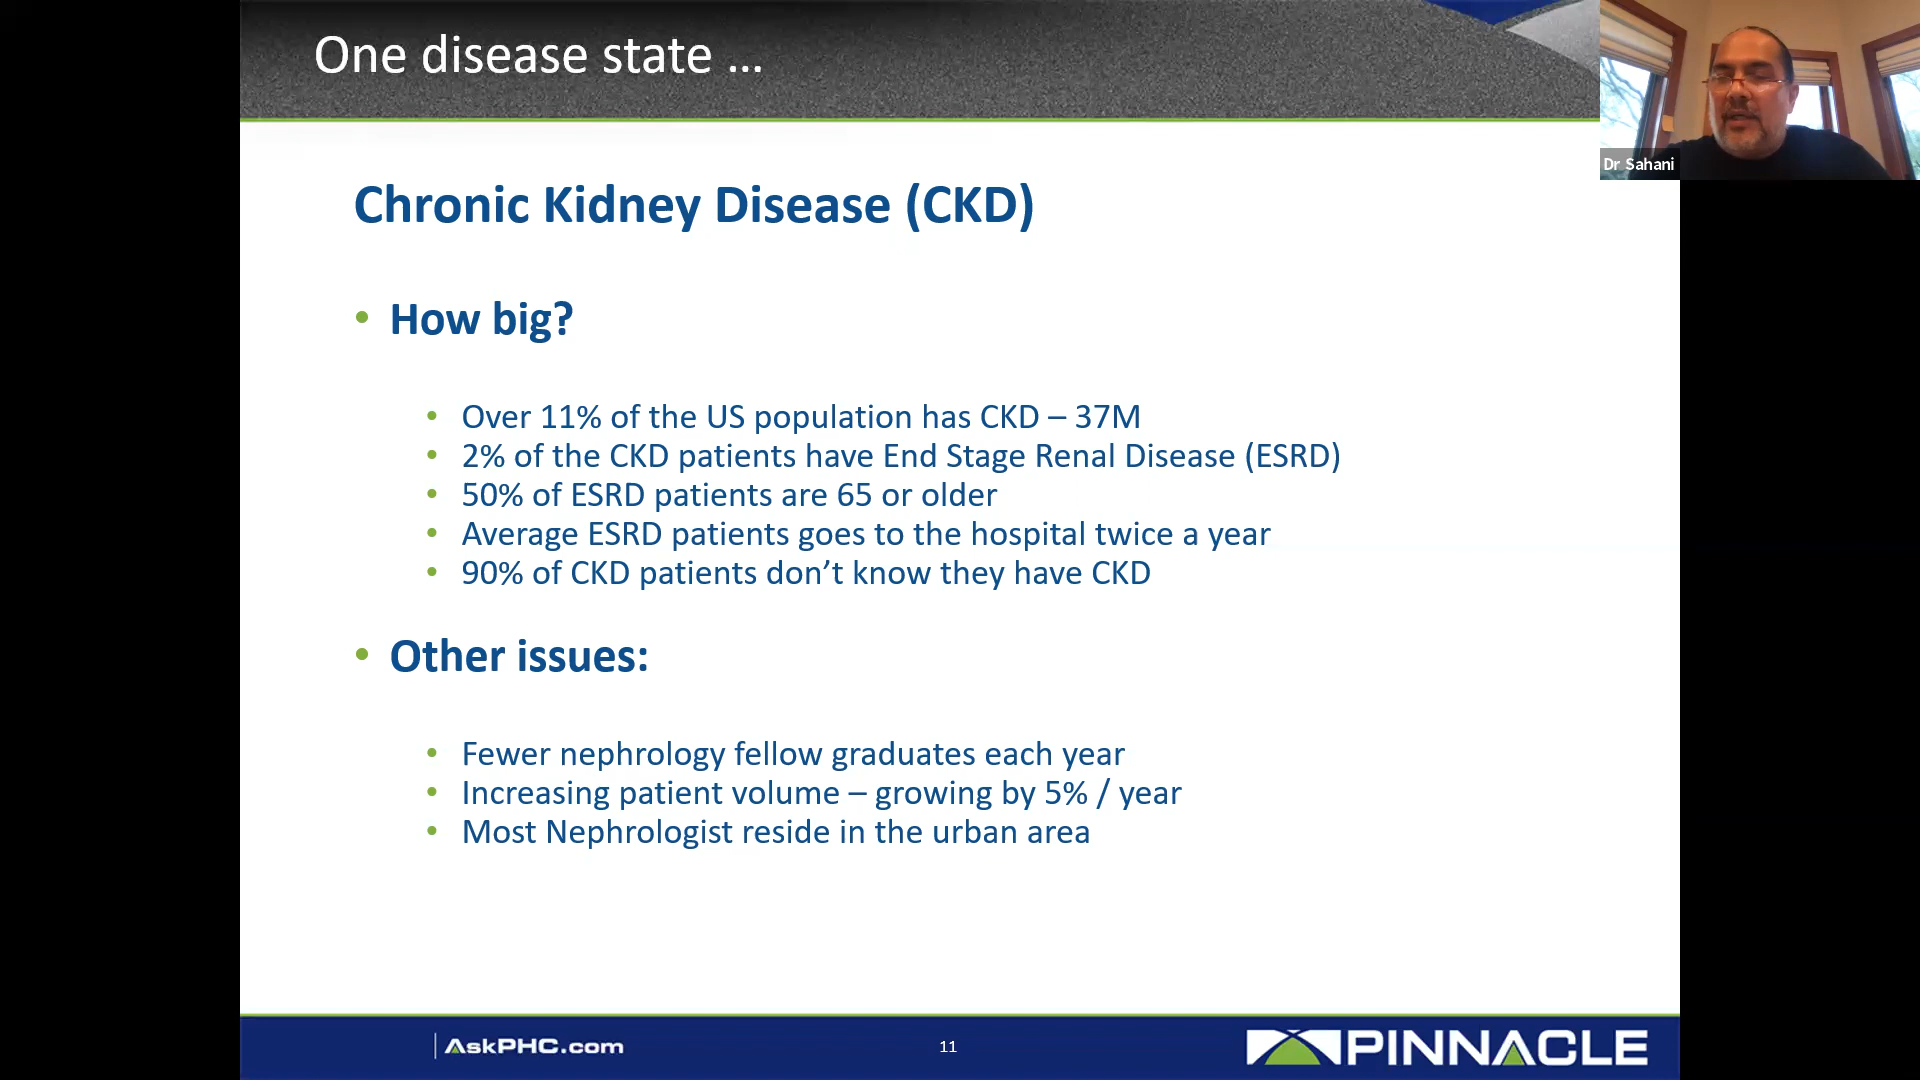 One disease state ...
Dr Sahani
Chronic Kidney Disease (CKD)
• How big?
• Over 11% of the US population has CKD – 37M
• 2% of the CKD patients have End Stage Renal Disease (ESRD)
• 50% of ESRD patients are 65 or older
• Average ESRD patients goes to the hospital twice a year
• 90% of CKD patients don't know they have CKD
• Other issues:
• Fewer nephrology fellow graduates each year
• Increasing patient volume – growing by 5% / year
• Most Nephrologist reside in the urban area
AskPHC.com
11
PINNACLE